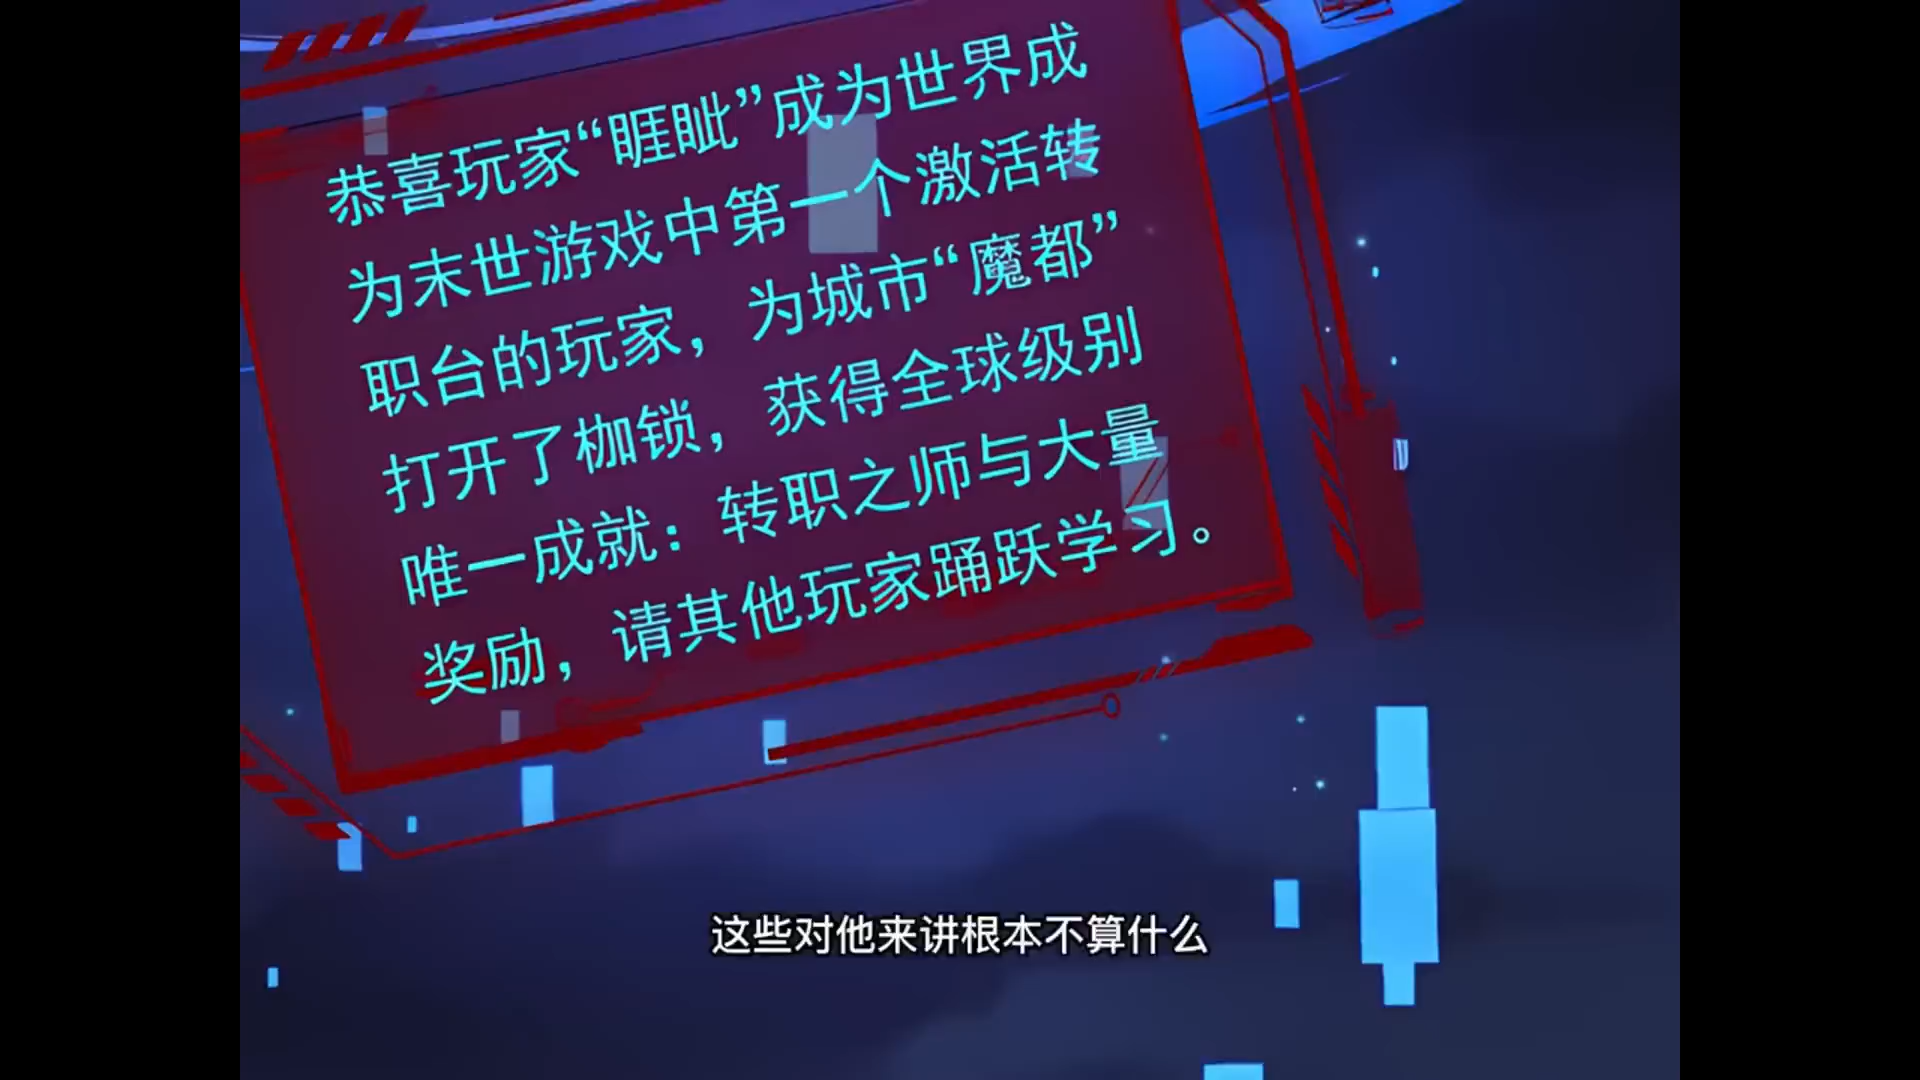 恭喜玩家“睚眦”成为世界成
为末世游戏中第一个激活转
职台的玩家，为城市“魔都”
打开了枷锁，获得全球级别
唯一成就：转职之师与大量
奖励，请其他玩家踊跃学习。
这些对他来讲根本不算什么